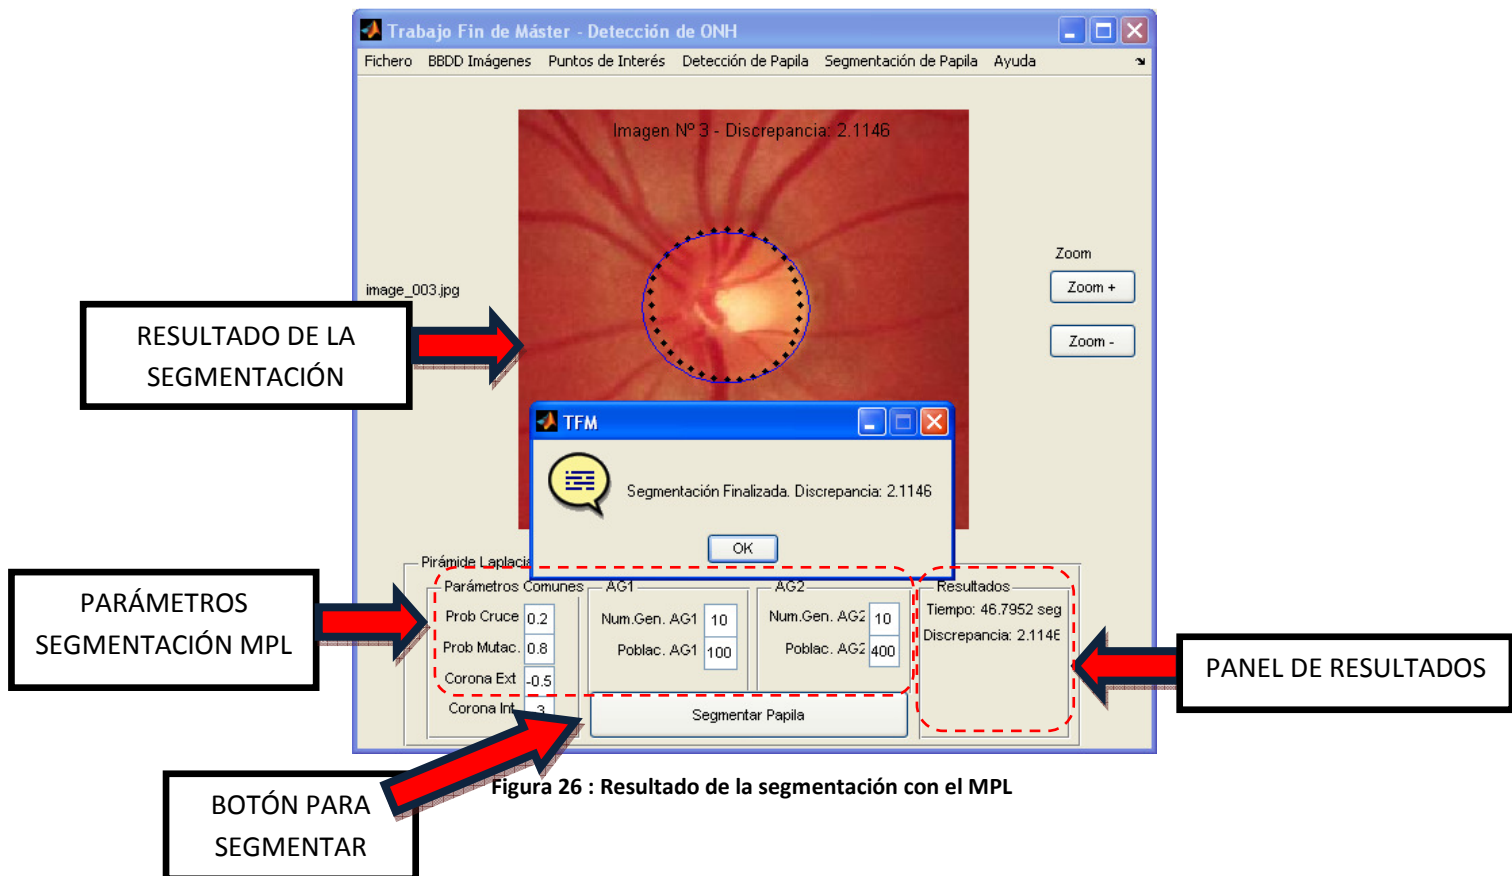 Trabajo Fin de Máster - Detección de ONH
Fichero BBDD Imágenes Puntos de Interés Detección de Papila Segmentación de Papila Ayuda
Imagen Nº 3 - Discrepancia: 2.1146
image_003.jpg
Zoom
Zoom +
Zoom -
RESULTADO DE LA
SEGMENTACIÓN
TFM
Segmentación Finalizada. Discrepancia: 2.1146
OK
Pirámide Laplacia
Parámetros Comunes
Prob Cruce 0.2
Prob Mutac. 0.8
Corona Ext -0.5
Corona Int 3
AG1
Num.Gen. AG1 10
Poblac. AG1 100
AG2
Num.Gen. AG2 10
Poblac. AG2 400
Segmentar Papila
Resultados
Tiempo: 46.7952 seg
Discrepancia: 2.114
PARÁMETROS
SEGMENTACIÓN MPL
PANEL DE RESULTADOS
BOTÓN PARA
SEGMENTAR
Figura 26 : Resultado de la segmentación con el MPL